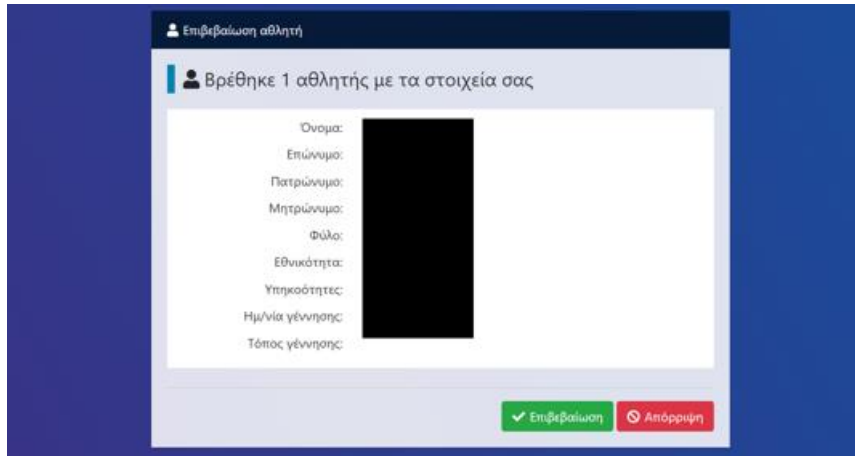 Επιβεβαίωση αθλητή
Βρέθηκε 1 αθλητής με τα στοιχεία σας
Όνομα:
Επώνυμο:
Πατρώνυμο:
Μητρώνυμο:
Φύλο:
Εθνικότητα:
Υπηκοότητες:
Ημ/νία γέννησης:
Τόπος γέννησης:
Επιβεβαίωση Απόρριψη